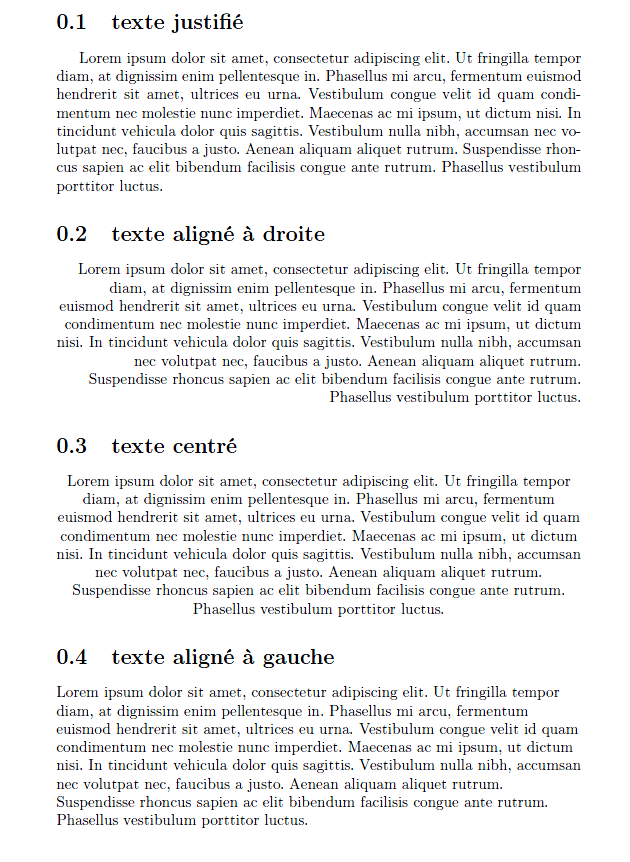 0.1 texte justifié
Lorem ipsum dolor sit amet, consectetur adipiscing elit. Ut fringilla tempor
diam, at dignissim enim pellentesque in. Phasellus mi arcu, fermentum euismod
hendrerit sit amet, ultrices eu urna. Vestibulum congue velit id quam condi-
mentum nec molestie nunc imperdiet. Maecenas ac mi ipsum, ut dictum nisi. In
tincidunt vehicula dolor quis sagittis. Vestibulum nulla nibh, accumsan nec vo-
lutpat nec, faucibus a justo. Aenean aliquam aliquet rutrum. Suspendisse rhon-
cus sapien ac elit bibendum facilisis congue ante rutrum. Phasellus vestibulum
porttitor luctus.
0.2 texte aligné à droite
Lorem ipsum dolor sit amet, consectetur adipiscing elit. Ut fringilla tempor
diam, at dignissim enim pellentesque in. Phasellus mi arcu, fermentum
euismod hendrerit sit amet, ultrices eu urna. Vestibulum congue velit id quam
condimentum nec molestie nunc imperdiet. Maecenas ac mi ipsum, ut dictum
nisi. In tincidunt vehicula dolor quis sagittis. Vestibulum nulla nibh, accumsan
nec volutpat nec, faucibus a justo. Aenean aliquam aliquet rutrum.
Suspendisse rhoncus sapien ac elit bibendum facilisis congue ante rutrum.
Phasellus vestibulum porttitor luctus.
0.3 texte centré
Lorem ipsum dolor sit amet, consectetur adipiscing elit. Ut fringilla tempor
diam, at dignissim enim pellentesque in. Phasellus mi arcu, fermentum
euismod hendrerit sit amet, ultrices eu urna. Vestibulum congue velit id quam
condimentum nec molestie nunc imperdiet. Maecenas ac mi ipsum, ut dictum
nisi. In tincidunt vehicula dolor quis sagittis. Vestibulum nulla nibh, accumsan
nec volutpat nec, faucibus a justo. Aenean aliquam aliquet rutrum.
Suspendisse rhoncus sapien ac elit bibendum facilisis congue ante rutrum.
Phasellus vestibulum porttitor luctus.
0.4 texte aligné à gauche
Lorem ipsum dolor sit amet, consectetur adipiscing elit. Ut fringilla tempor
diam, at dignissim enim pellentesque in. Phasellus mi arcu, fermentum
euismod hendrerit sit amet, ultrices eu urna. Vestibulum congue velit id quam
condimentum nec molestie nunc imperdiet. Maecenas ac mi ipsum, ut dictum
nisi. In tincidunt vehicula dolor quis sagittis. Vestibulum nulla nibh, accumsan
nec volutpat nec, faucibus a justo. Aenean aliquam aliquet rutrum.
Suspendisse rhoncus sapien ac elit bibendum facilisis congue ante rutrum.
Phasellus vestibulum porttitor luctus.